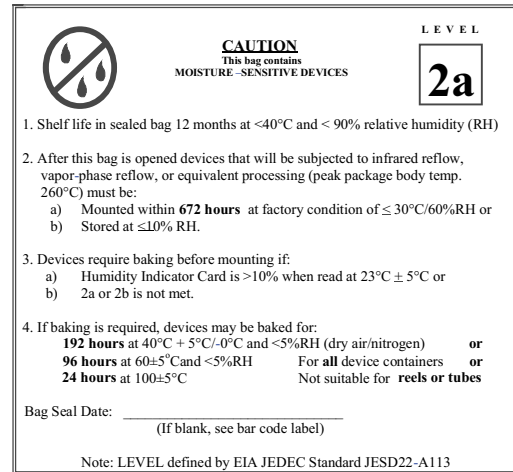 LEVEL
CAUTION
This bag contains
MOISTURE –SENSITIVE DEVICES
2a
1. Shelf life in sealed bag 12 months at <40°C and < 90% relative humidity (RH)
2. After this bag is opened devices that will be subjected to infrared reflow,
vapor-phase reflow, or equivalent processing (peak package body temp.
260°C) must be:
a) Mounted within 672 hours at factory condition of ≤ 30°C/60%RH or
b) Stored at ≤10% RH.
3. Devices require baking before mounting if:
a) Humidity Indicator Card is >10% when read at 23°C ± 5°C or
b) 2a or 2b is not met.
4. If baking is required, devices may be baked for:
192 hours at 40°C + 5°C/-0°C and <5%RH (dry air/nitrogen) or
96 hours at 60±5°Cand <5%RH For all device containers or
24 hours at 100±5°C Not suitable for reels or tubes
Bag Seal Date: ______________________________
(If blank, see bar code label)
Note: LEVEL defined by EIA JEDEC Standard JESD22-A113